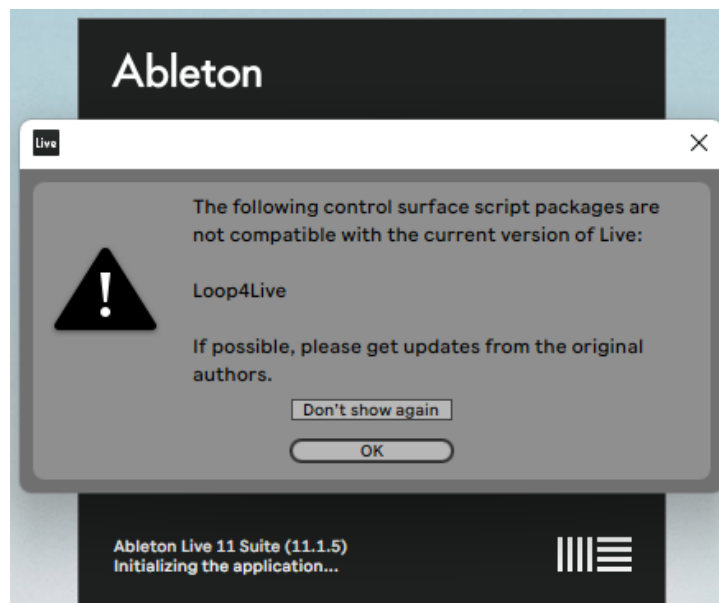 Ableton
Live
The following control surface script packages are
not compatible with the current version of Live:
Loop4Live
If possible, please get updates from the original
authors.
Don't show again
OK
Ableton Live 11 Suite (11.1.5)
Initializing the application...